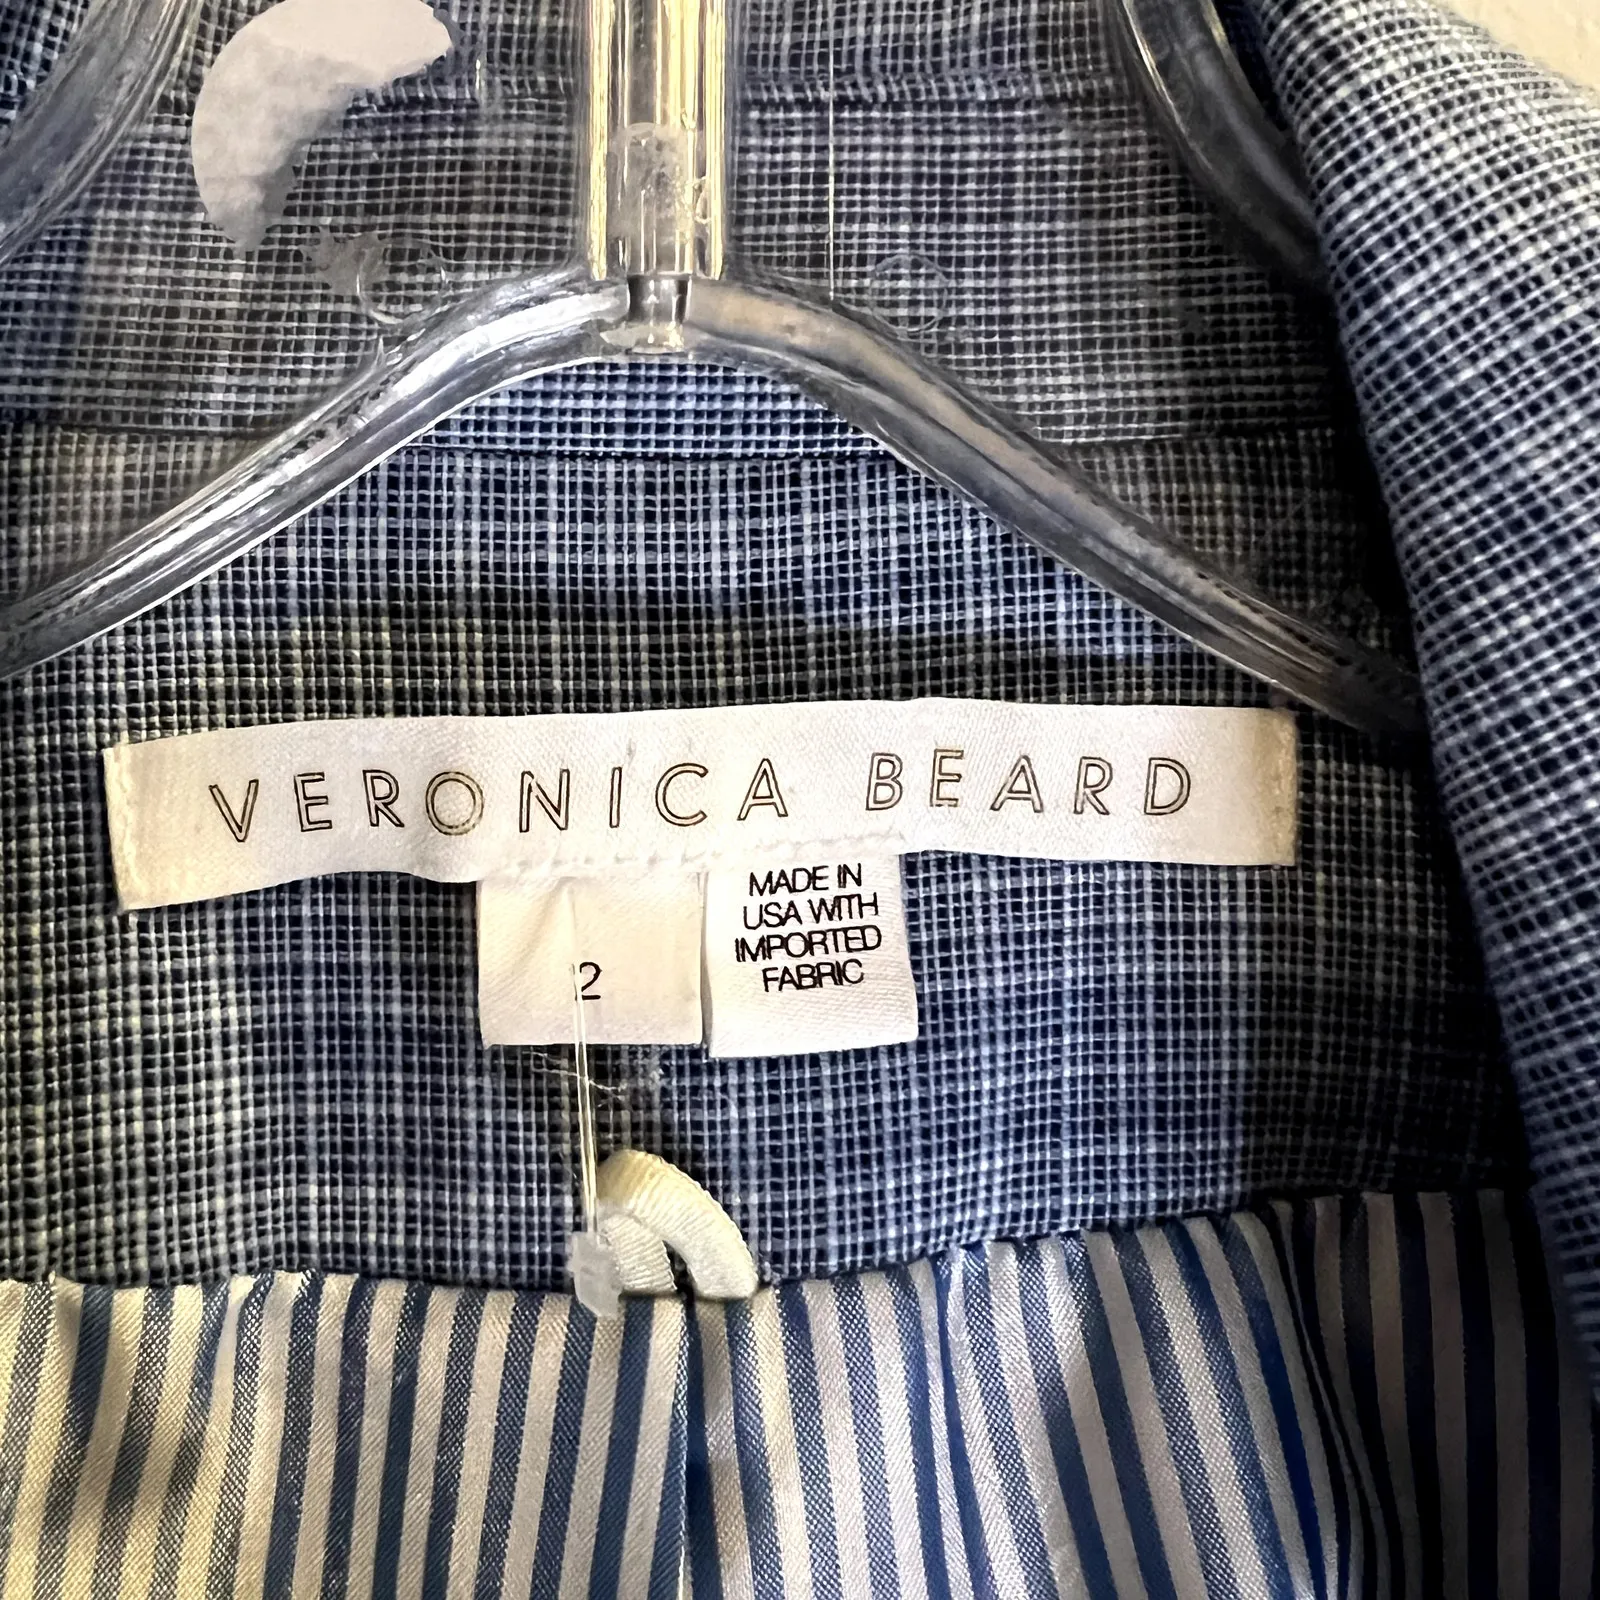 VERONICA BEARD
2
MADE IN
USA WITH
IMPORTED
FABRIC